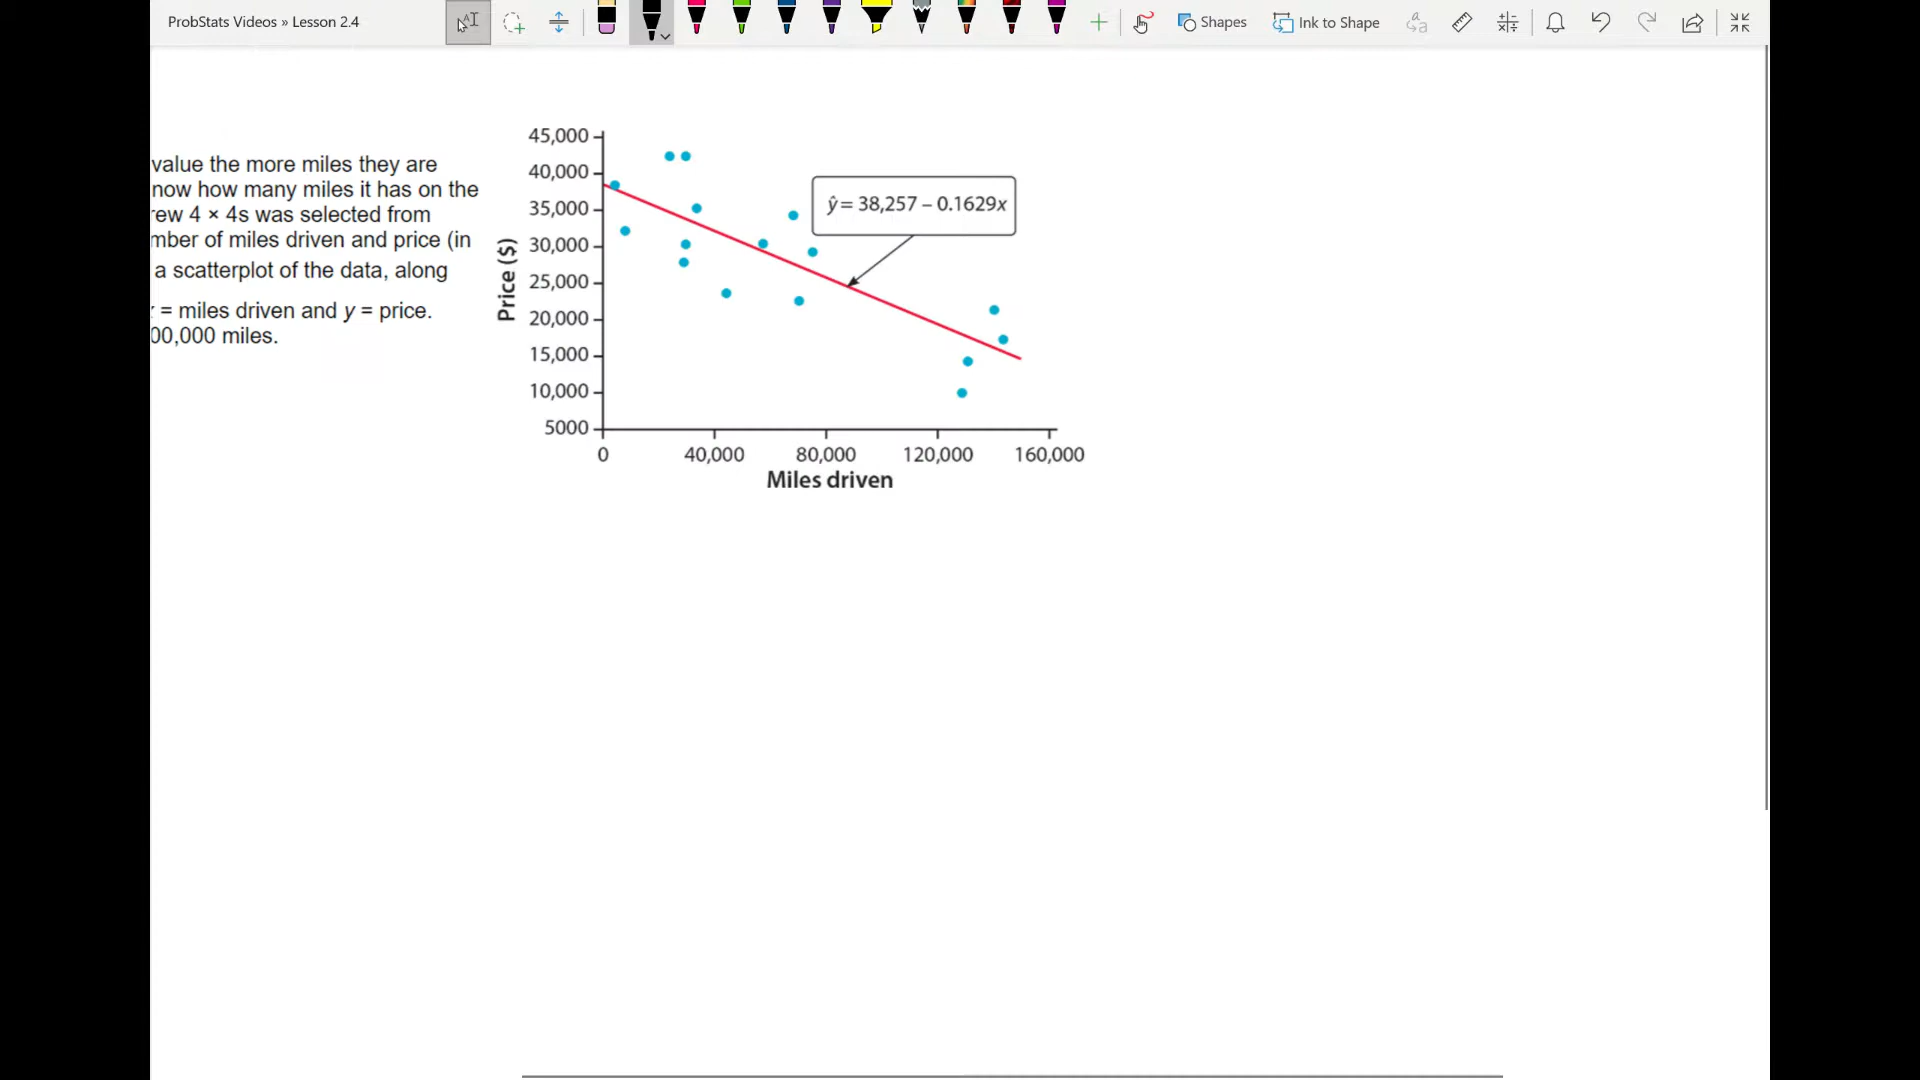 ProbStats Videos » Lesson 2.4
Shapes
Ink to Shape
value the more miles they are
now how many miles it has on the
rew 4 × 4s was selected from
mber of miles driven and price (in
a scatterplot of the data, along
= miles driven and y = price.
00,000 miles.
45,000
40,000
35,000
30,000
25,000
20,000
15,000
10,000
5000
Price ($)
ŷ = 38,257 – 0.1629x
0 40,000 80,000 120,000 160,000
Miles driven